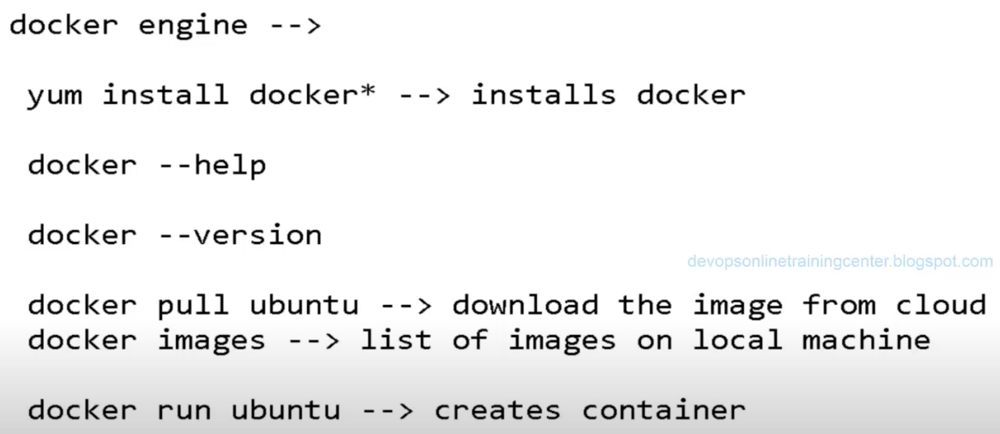 docker engine -->
yum install docker* --> installs docker
docker --help
docker --version
devopsonlinetrainingcenter.blogspot.com
docker pull ubuntu --> download the image from cloud
docker images --> list of images on local machine
docker run ubuntu --> creates container